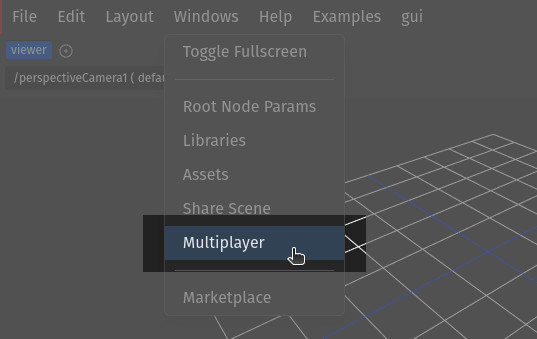 File Edit Layout Windows Help Examples gui
viewer
/perspectiveCamera1 ( defau
Toggle Fullscreen
Root Node Params
Libraries
Assets
Share Scene
Multiplayer
Marketplace